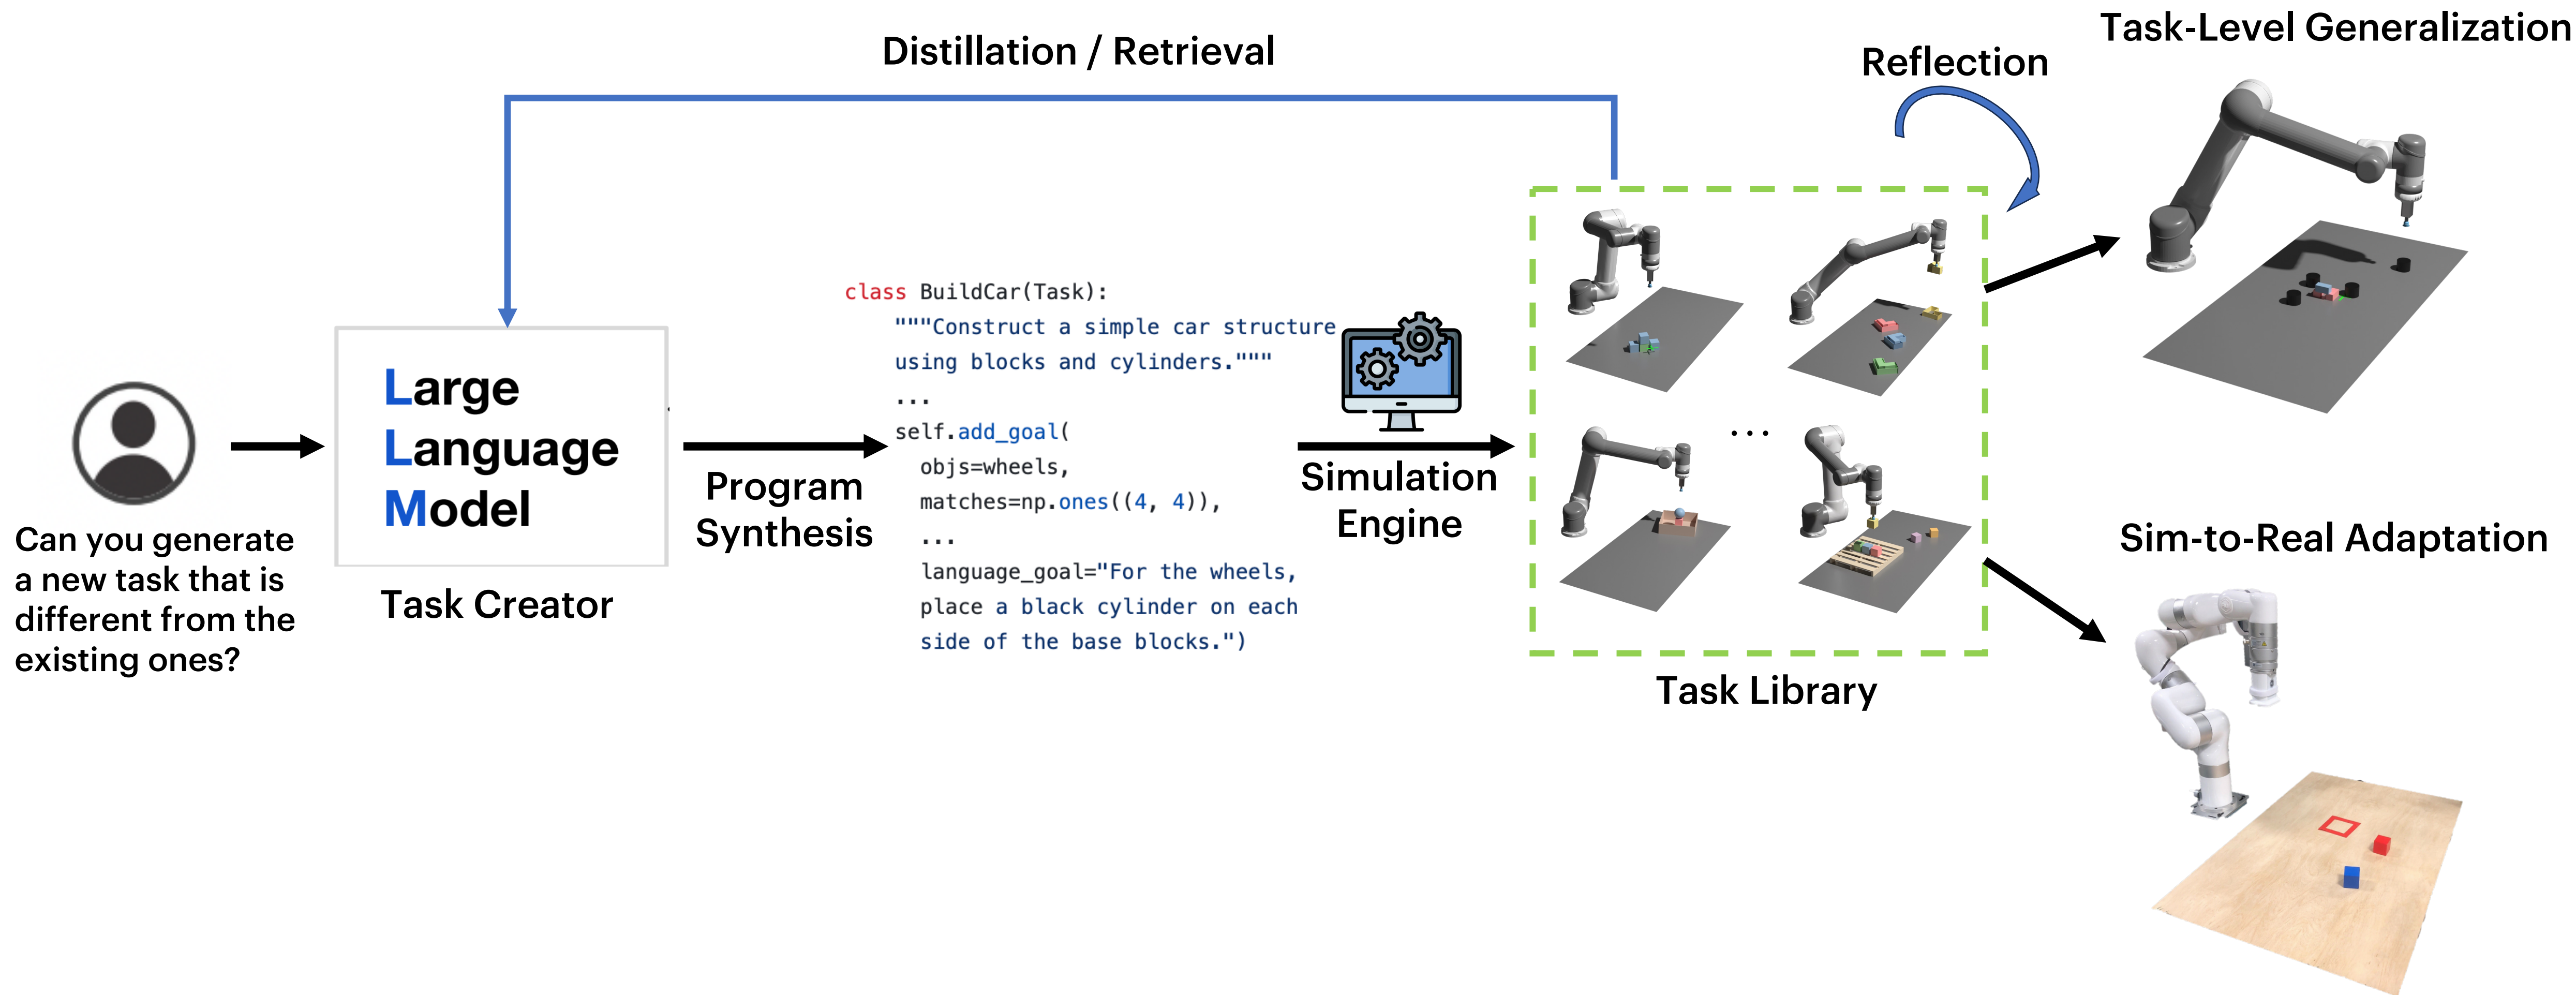 Distillation / Retrieval
Reflection
Task-Level Generalization
Can you generate
a new task that is
different from the
existing ones?
Large
Language
Model
Task Creator
Program
Synthesis
class BuildCar(Task):
"""Construct a simple car structure
using blocks and cylinders."""
...
self.add_goal(
objs=wheels,
matches=np.ones((4, 4)),
...
language_goal="For the wheels,
place a black cylinder on each
side of the base blocks.")
Simulation
Engine
...
Task Library
Sim-to-Real Adaptation